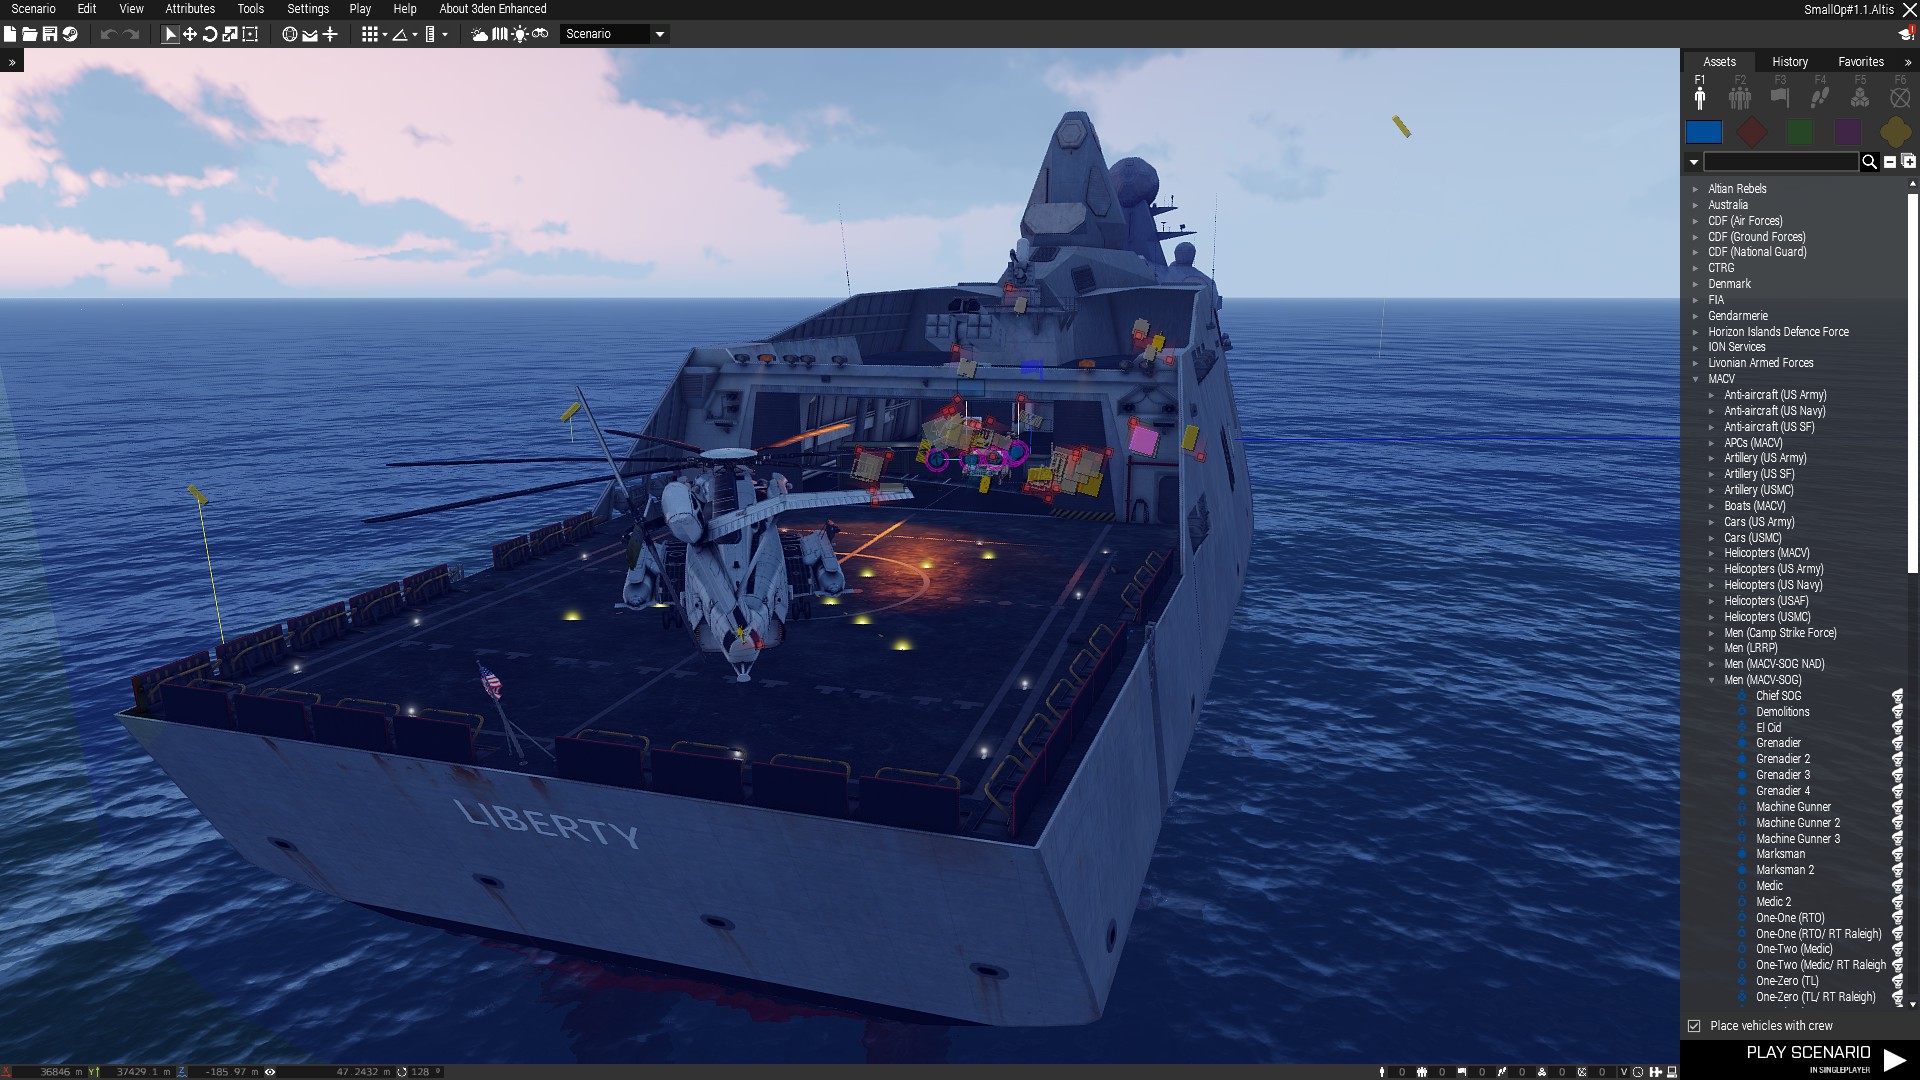 Scenario Edit View Attributes Tools Settings Play Help About 3den Enhanced
SmallOp#1.1.Altis
Scenario
Assets History Favorites
F1 F2 F3 F4 F5 F6
Altian Rebels
Australia
CDF (Air Forces)
CDF (Ground Forces)
CDF (National Guard)
CTRG
Denmark
FIA
Gendarmerie
Horizon Islands Defence Force
ION Services
Livonian Armed Forces
MACV
Anti-aircraft (US Army)
Anti-aircraft (US Navy)
Anti-aircraft (US SF)
APCs (MACV)
Artillery (US Army)
Artillery (US SF)
Artillery (USMC)
Boats (MACV)
Cars (US Army)
Cars (USMC)
Helicopters (MACV)
Helicopters (US Army)
Helicopters (US Navy)
Helicopters (USAF)
Helicopters (USMC)
Men (Camp Strike Force)
Men (LRRP)
Men (MACV-SOG NAD)
Men (MACV-SOG)
Chief SOG
Demolitions
El Cid
Grenadier
Grenadier 2
Grenadier 3
Grenadier 4
Machine Gunner
Machine Gunner 2
Machine Gunner 3
Marksman
Marksman 2
Medic
Medic 2
One-One (RTO)
One-One (RTO/ RT Raleigh)
One-Two (Medic)
One-Two (Medic/ RT Raleigh
One-Zero (TL)
One-Zero (TL/ RT Raleigh)
LIBERTY
Place vehicles with crew
PLAY SCENARIO
IN SINGLEPLAYER
X 36846 m Y 37429.1 m Z -185.97 m 47.2432 m 128 °
0 0 0 0 0 0 V